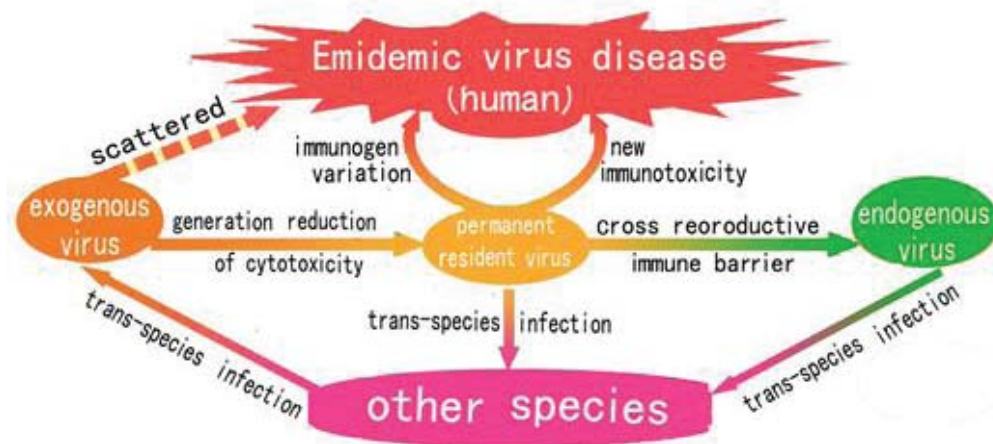 Emidemic virus disease
(human)
scattered
immunogen
variation
new
immunotoxicity
exogenous
virus
generation reduction
of cytotoxicity
permanent
resident virus
cross reoroductive
immune barrier
endogenous
virus
trans-species infection
trans-species infection
trans-species infection
other species